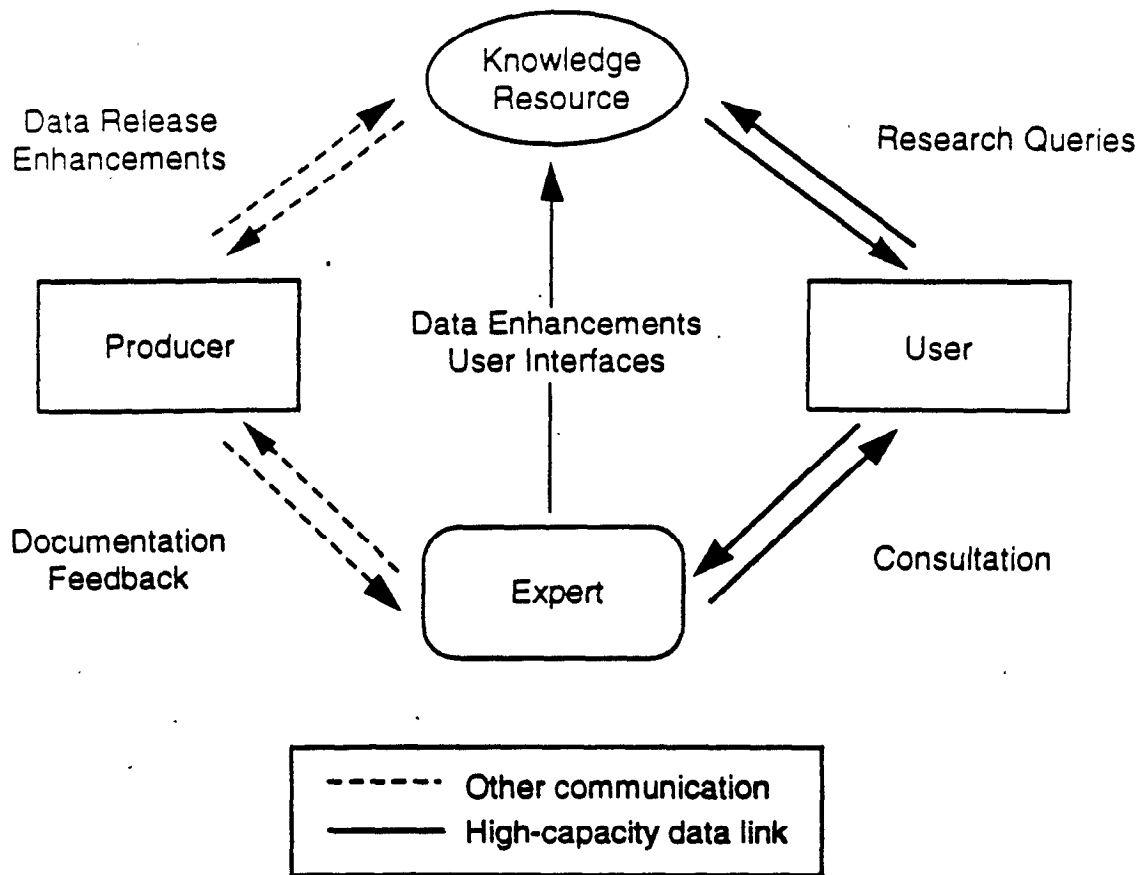 Knowledge
Resource
Data Release
Enhancements
Research Queries
Producer
Data Enhancements
User Interfaces
User
Documentation
Feedback
Expert
Consultation
Other communication
High-capacity data link